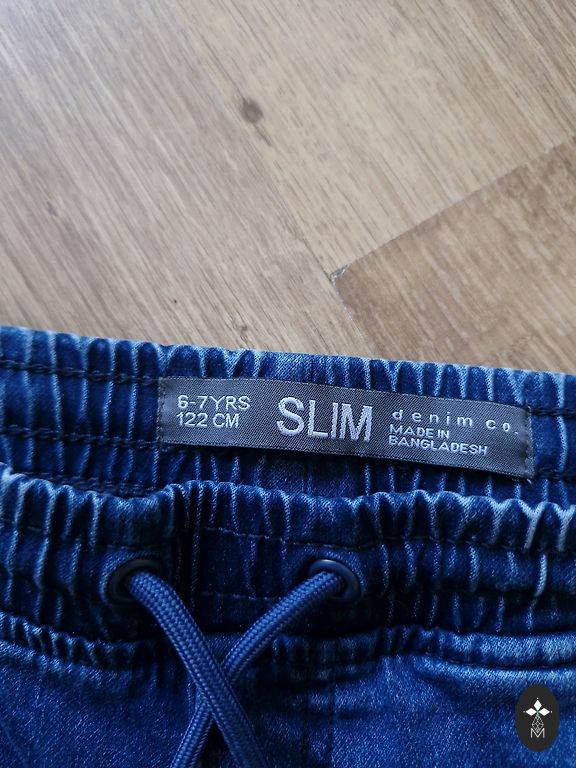 6-7YRS
122 CM
SLIM
denim co.
MADE IN
BANGLADESH
M